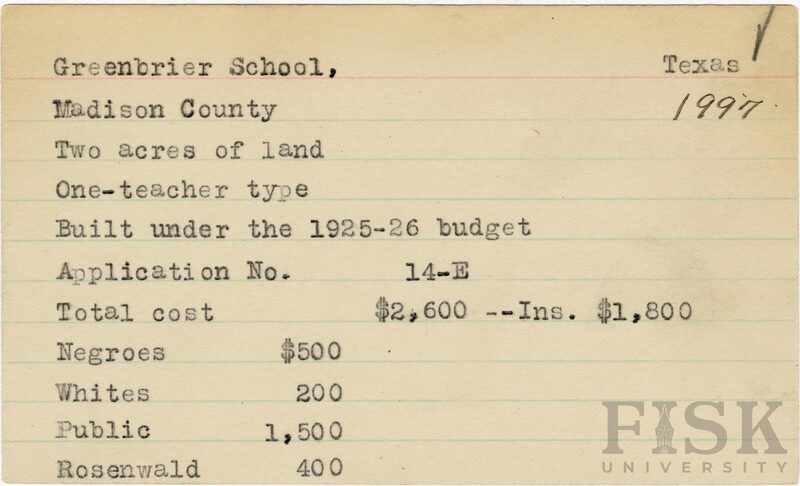 Greenbrier School, Texas
Madison County 1997
Two acres of land
One-teacher type
Built under the 1925-26 budget
Application No. 14-E
Total cost $2,600 --Ins. $1,800
Negroes $500
Whites 200
Public 1,500
Rosenwald 400
FISK
UNIVERSITY